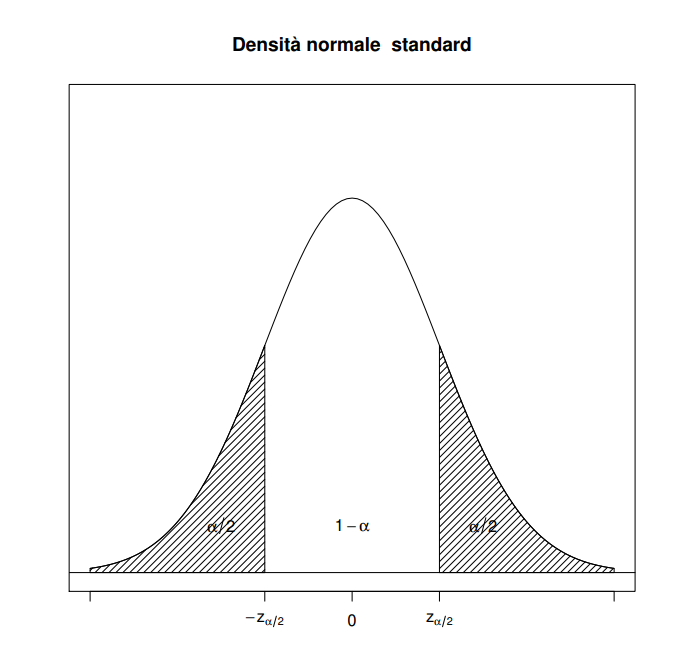 Densità normale standard
α/2 1−α α/2
−zα/2 0 zα/2